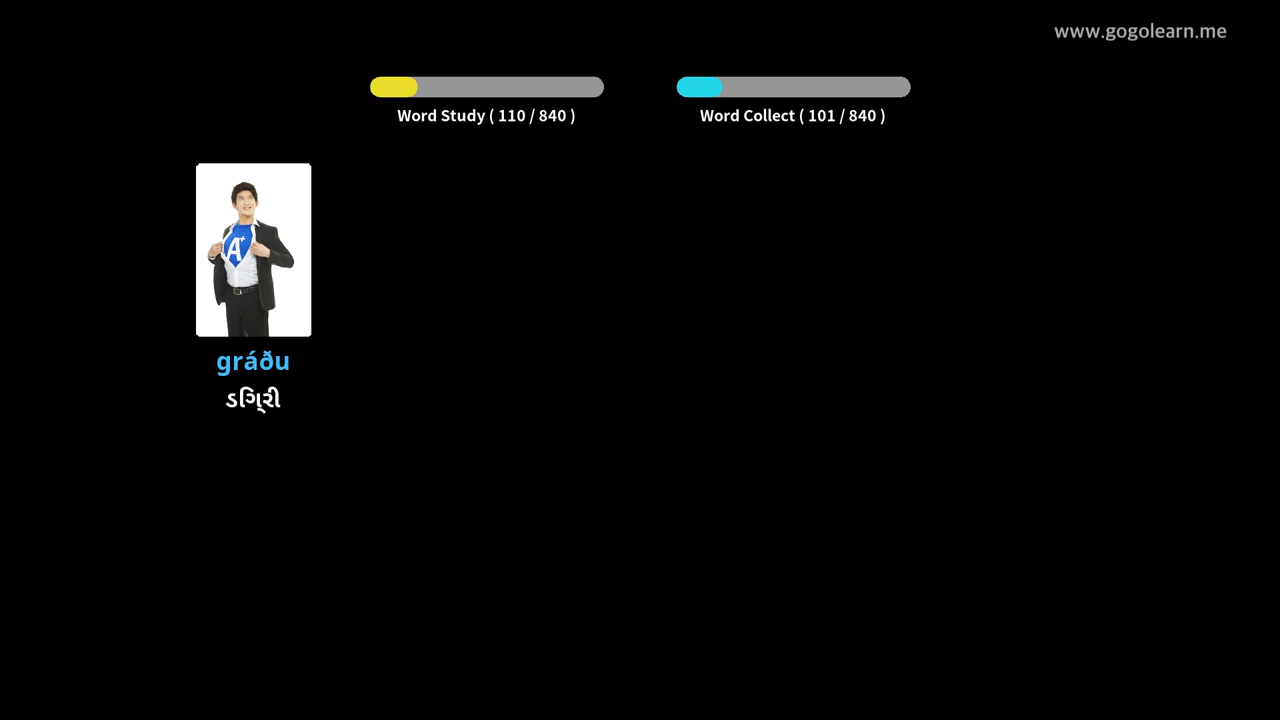 www.gogolearn.me
Word Study ( 110 / 840 )
Word Collect ( 101 / 840 )
A+
gráðu
ડિગ્રી